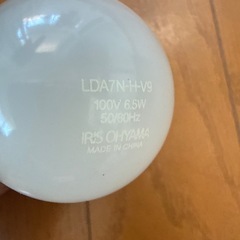 LDA7N-H-V9
100V 6.5W
50/60Hz
IRIS OHYAMA
MADE IN CHINA